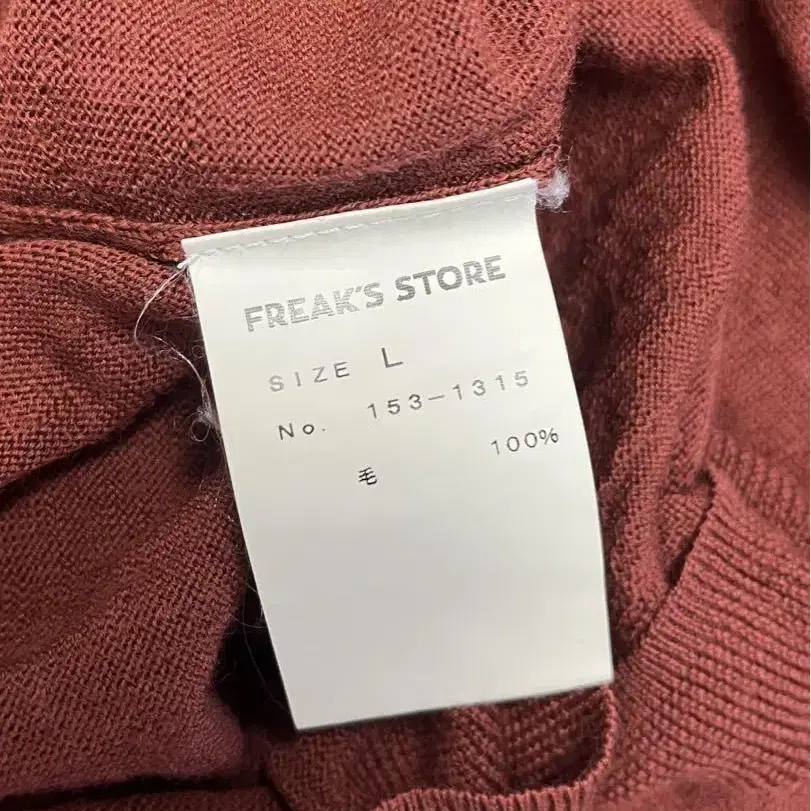 FREAK'S STORE
SIZE L
No. 153-1315
毛 100%